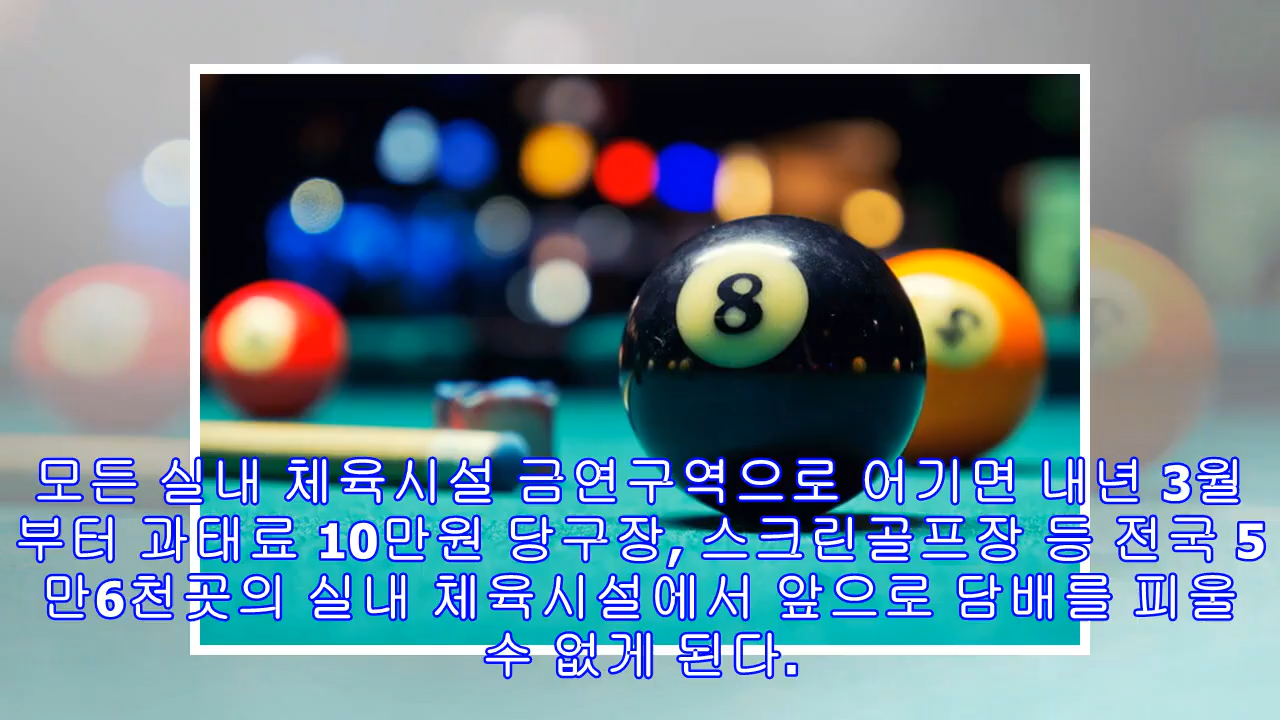 8
5
모든 실내 체육시설 금연구역으로 어기면 내년 3월
부터 과태료 10만원 당구장, 스크린골프장 등 전국 5
만6천곳의 실내 체육시설에서 앞으로 담배를 피울
수 없게 된다.